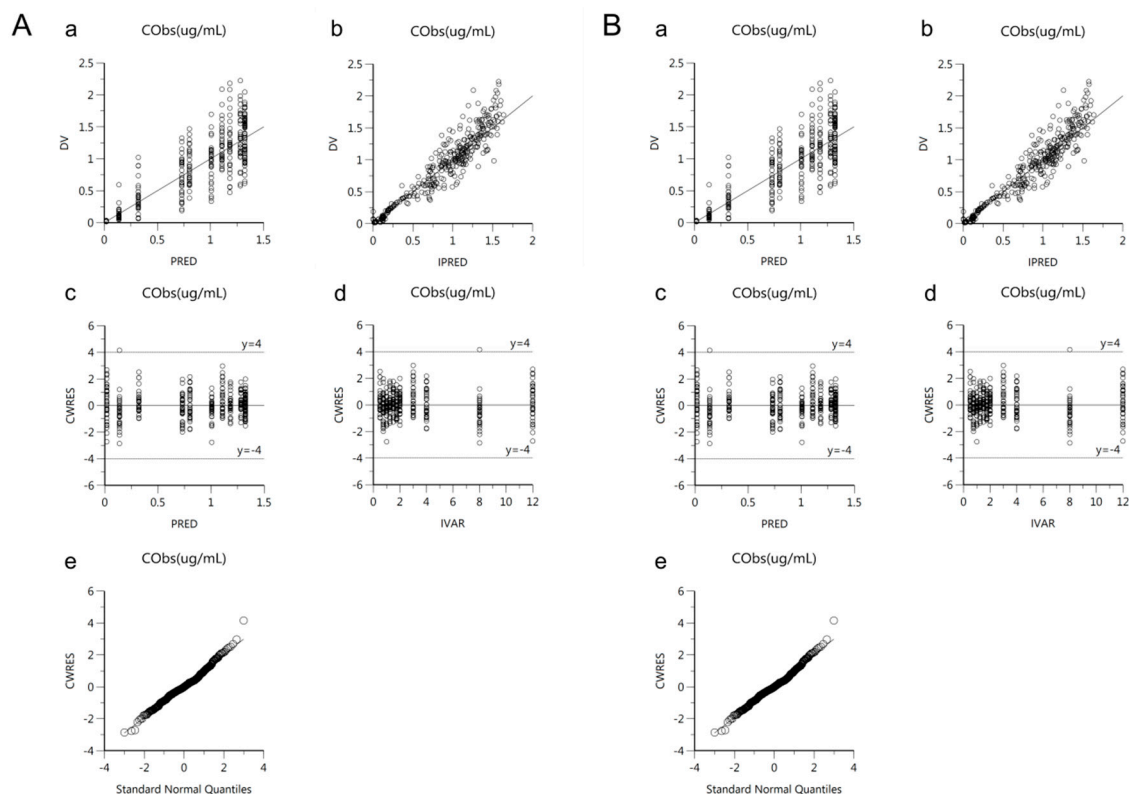 A
a
CObs(ug/mL)
2.5
2
1.5
1
0.5
0
DV
0
0.5
1
1.5
PRED
b
CObs(ug/mL)
2.5
2
1.5
1
0.5
0
DV
0
0.5
1
1.5
2
IPRED
c
CObs(ug/mL)
6
4
2
0
-2
-4
-6
CWRES
y=4
y=-4
0
0.5
1
1.5
PRED
d
CObs(ug/mL)
6
4
2
0
-2
-4
-6
CWRES
y=4
y=-4
0
2
4
6
8
10
12
IVAR
e
CObs(ug/mL)
6
4
2
0
-2
-4
CWRES
-4
-2
0
2
4
Standard Normal Quantiles
B
a
CObs(ug/mL)
2.5
2
1.5
1
0.5
0
DV
0
0.5
1
1.5
PRED
b
CObs(ug/mL)
2.5
2
1.5
1
0.5
0
DV
0
0.5
1
1.5
2
IPRED
c
CObs(ug/mL)
6
4
2
0
-2
-4
-6
CWRES
y=4
y=-4
0
0.5
1
1.5
PRED
d
CObs(ug/mL)
6
4
2
0
-2
-4
-6
CWRES
y=4
y=-4
0
2
4
6
8
10
12
IVAR
e
CObs(ug/mL)
6
4
2
0
-2
-4
CWRES
-4
-2
0
2
4
Standard Normal Quantiles